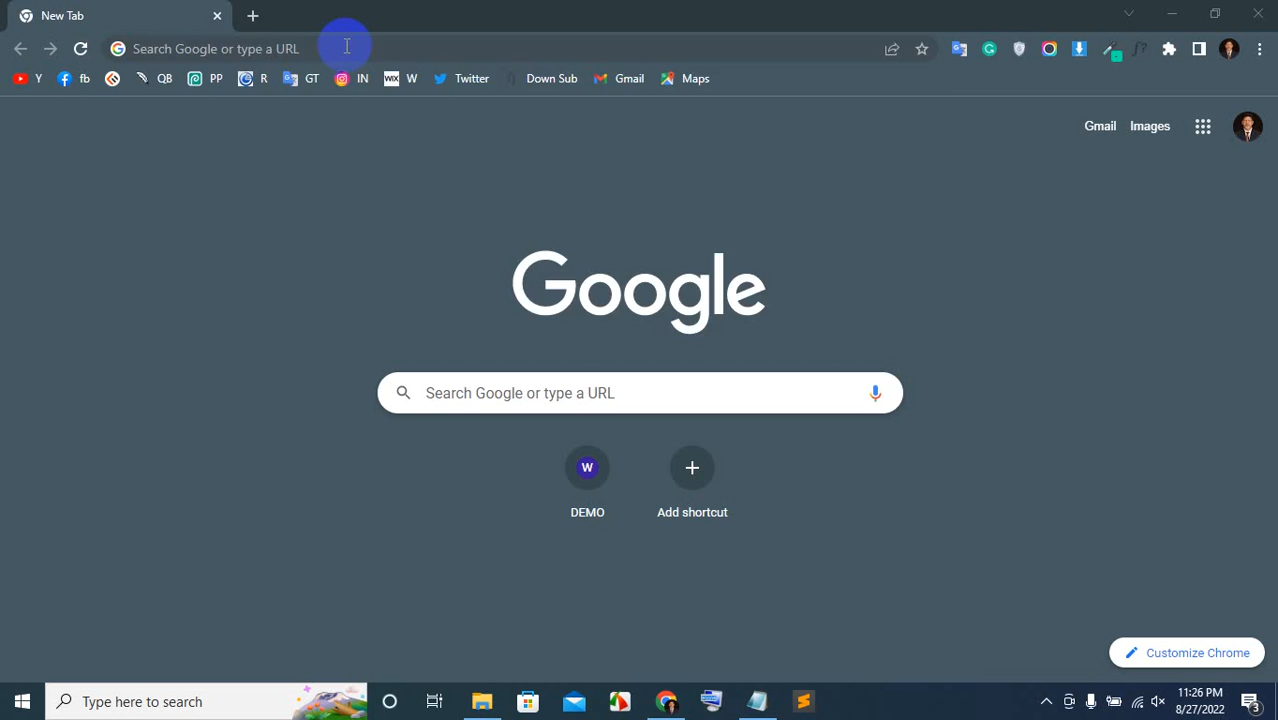 New Tab
Search Google or type a URL
Y fb QB PP R GT IN WIX W Twitter Down Sub Gmail Maps
Gmail Images
Google
Search Google or type a URL
W
DEMO Add shortcut
Customize Chrome
Type here to search
11:26 PM
8/27/2022
3